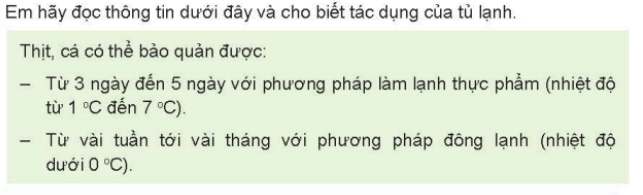 Em hãy đọc thông tin dưới đây và cho biết tác dụng của tủ lạnh.
Thịt, cá có thể bảo quản được:
– Từ 3 ngày đến 5 ngày với phương pháp làm lạnh thực phẩm (nhiệt độ
từ 1 °C đến 7 °C).
– Từ vài tuần tới vài tháng với phương pháp đông lạnh (nhiệt độ
dưới 0 °C).